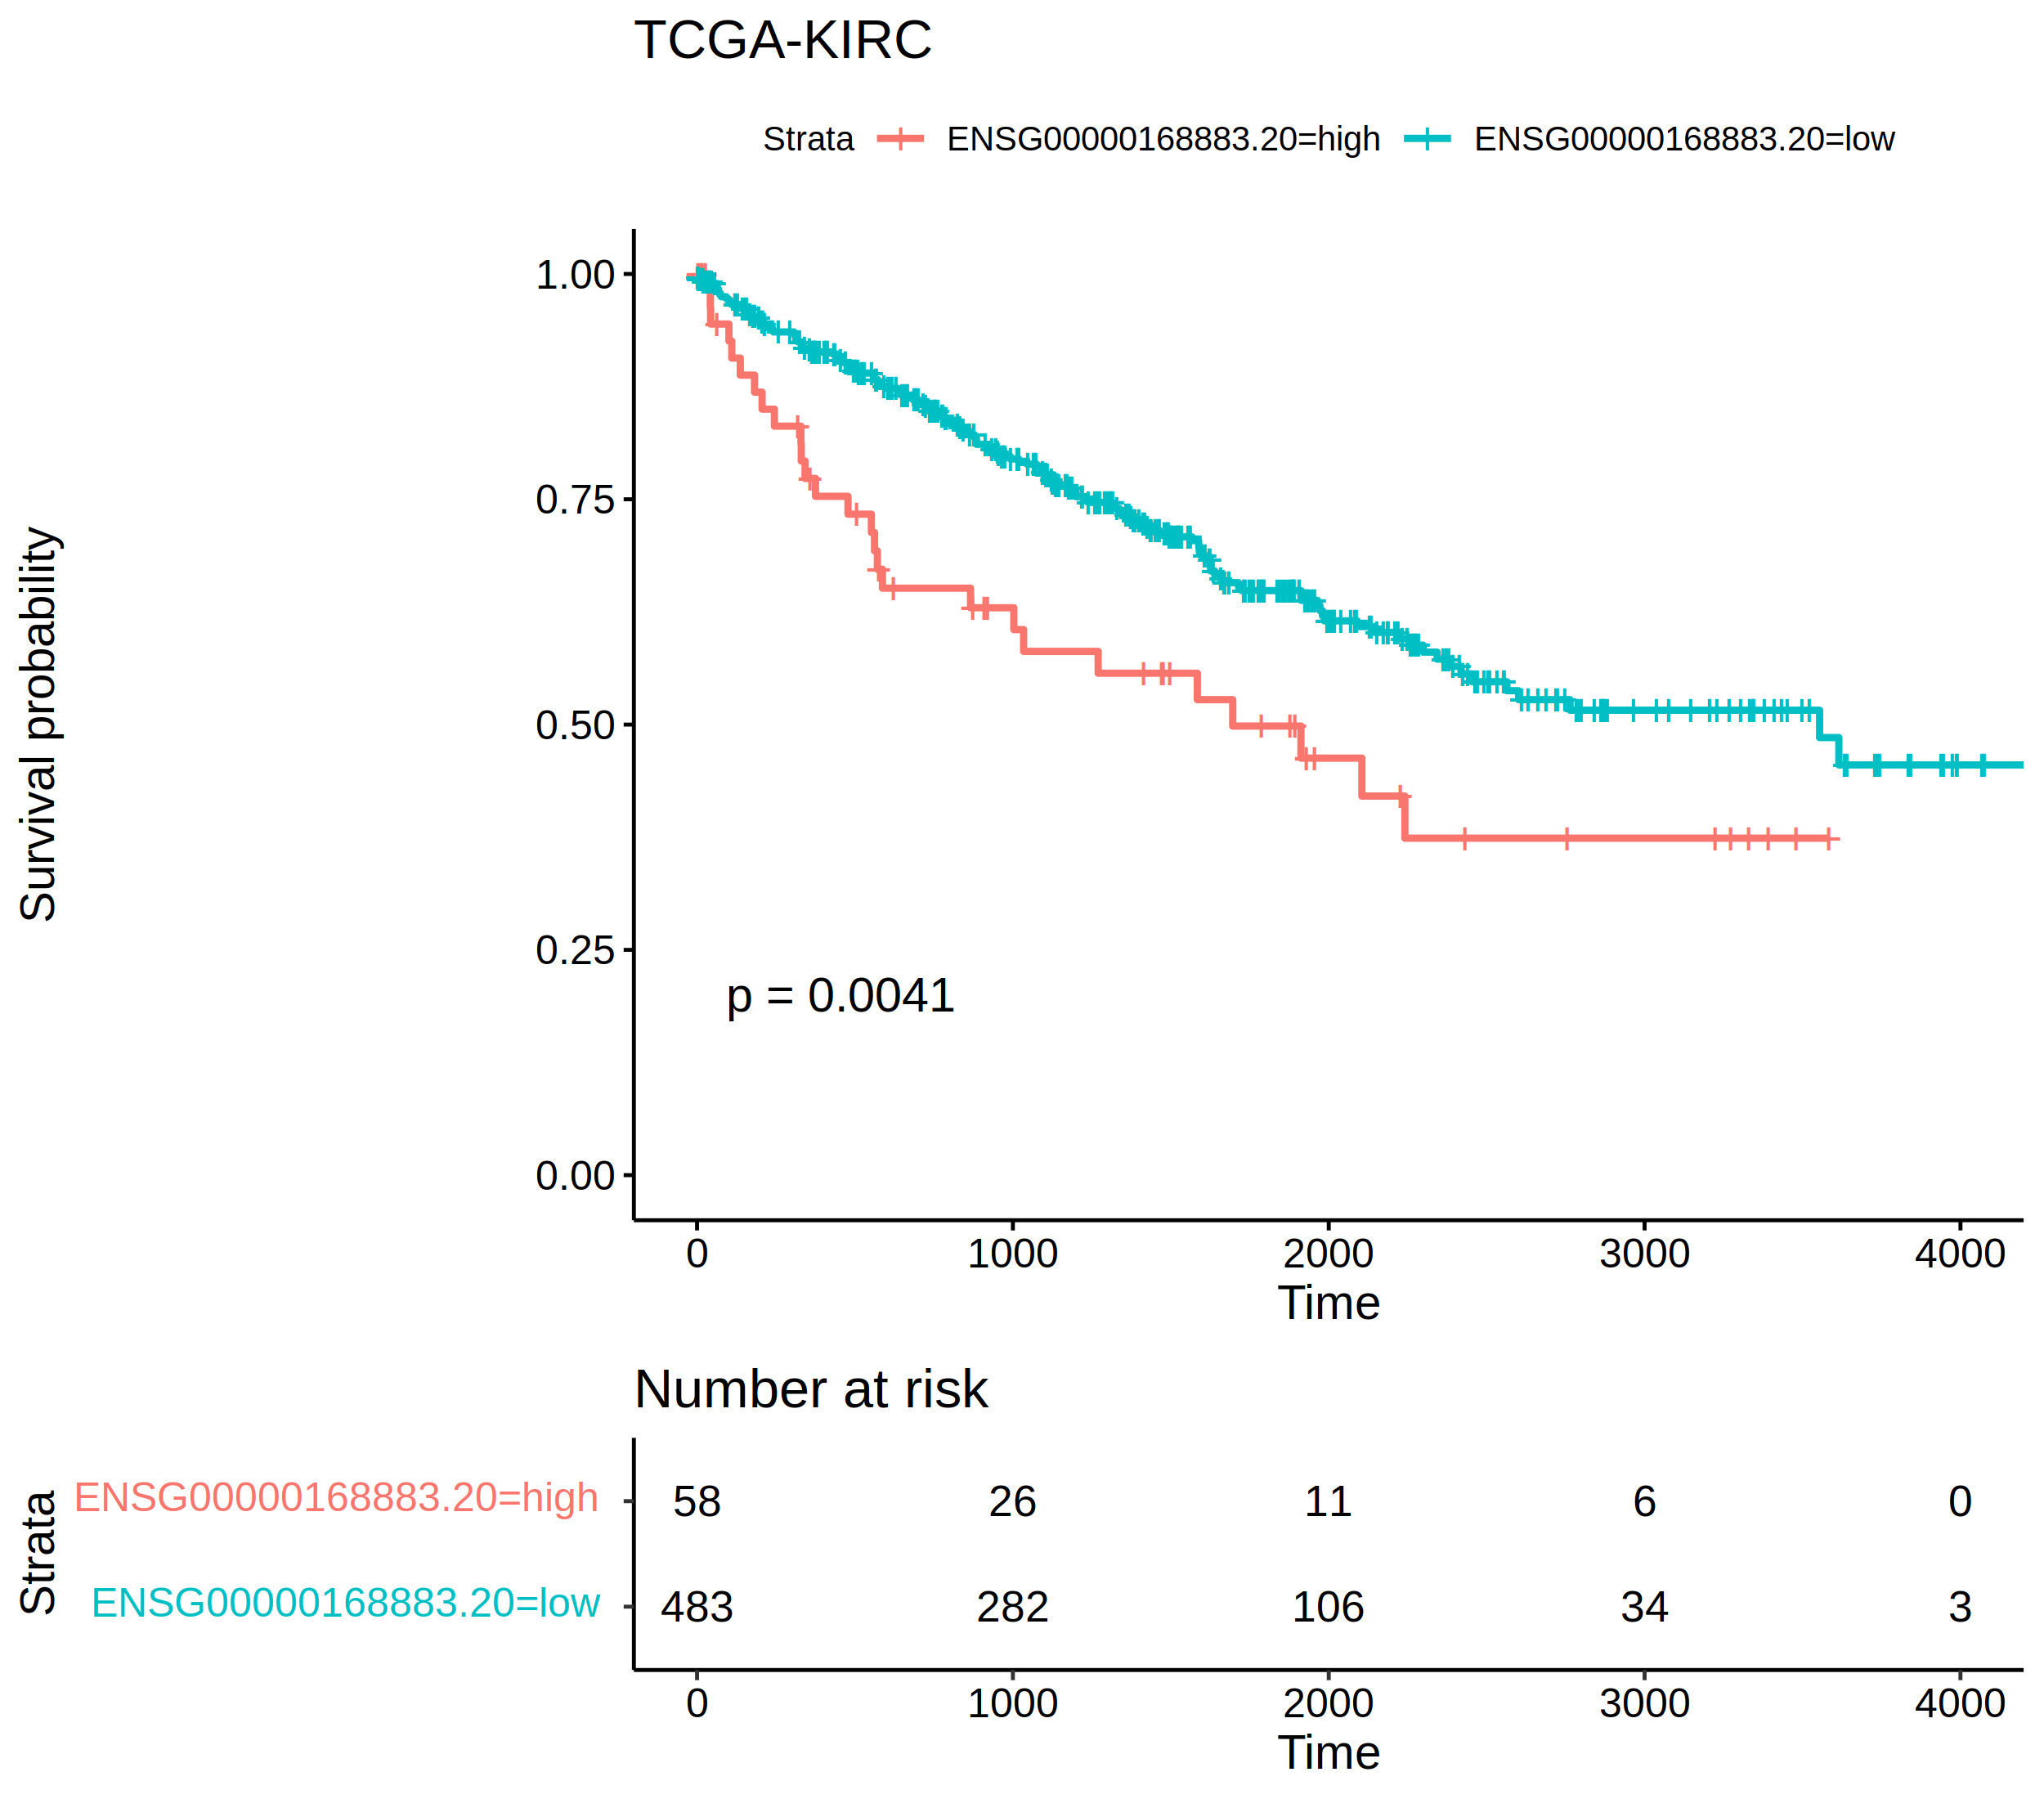 TCGA-KIRC
Strata ENSG00000168883.20=high ENSG00000168883.20=low
Survival probability
1.00
0.75
0.50
0.25
0.00
p = 0.0041
0 1000 2000 3000 4000
Time
Number at risk
Strata
ENSG00000168883.20=high 58 26 11 6 0
ENSG00000168883.20=low 483 282 106 34 3
0 1000 2000 3000 4000
Time